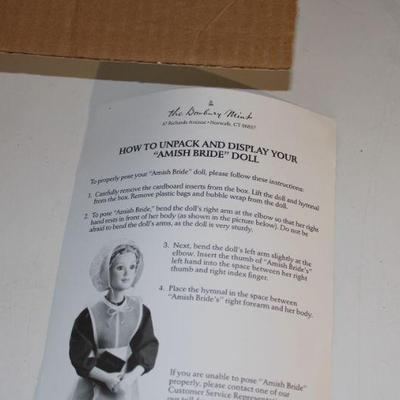 the Danbury Mint
47 Richards Avenue • Norwalk, CT 06857
HOW TO UNPACK AND DISPLAY YOUR
"AMISH BRIDE" DOLL
To properly pose your "Amish Bride" doll, please follow these instructions:
1. Carefully remove the cardboard inserts from the box. Lift the doll and hymnal
from the box. Remove plastic bags and bubble wrap from the doll.
2. To pose "Amish Bride," bend the doll's right arm at the elbow so that her right
hand rests in front of her body (as shown in the picture below). Do not be
afraid to bend the doll's arms, as the doll is very sturdy.
3. Next, bend the doll's left arm slightly at the
elbow. Insert the thumb of "Amish Bride's"
left hand into the space between her right
thumb and right index finger.
4. Place the hymnal in the space between
"Amish Bride's" right forearm and her body.
If you are unable to pose "Amish Bride"
properly, please contact one of our
Customer Service Representatives